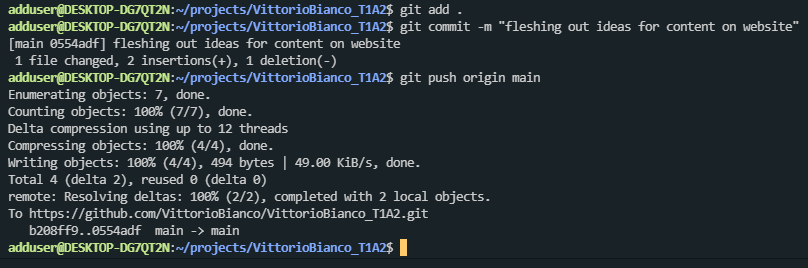 adduser@DESKTOP-DG7QT2N:~/projects/VittorioBianco_T1A2$ git add .
adduser@DESKTOP-DG7QT2N:~/projects/VittorioBianco_T1A2$ git commit -m "fleshing out ideas for content on website"
[main 0554adf] fleshing out ideas for content on website
 1 file changed, 2 insertions(+), 1 deletion(-)
adduser@DESKTOP-DG7QT2N:~/projects/VittorioBianco_T1A2$ git push origin main
Enumerating objects: 7, done.
Counting objects: 100% (7/7), done.
Delta compression using up to 12 threads
Compressing objects: 100% (4/4), done.
Writing objects: 100% (4/4), 494 bytes | 49.00 KiB/s, done.
Total 4 (delta 2), reused 0 (delta 0)
remote: Resolving deltas: 100% (2/2), completed with 2 local objects.
To https://github.com/VittorioBianco/VittorioBianco_T1A2.git
   b208ff9..0554adf  main -> main
adduser@DESKTOP-DG7QT2N:~/projects/VittorioBianco_T1A2$